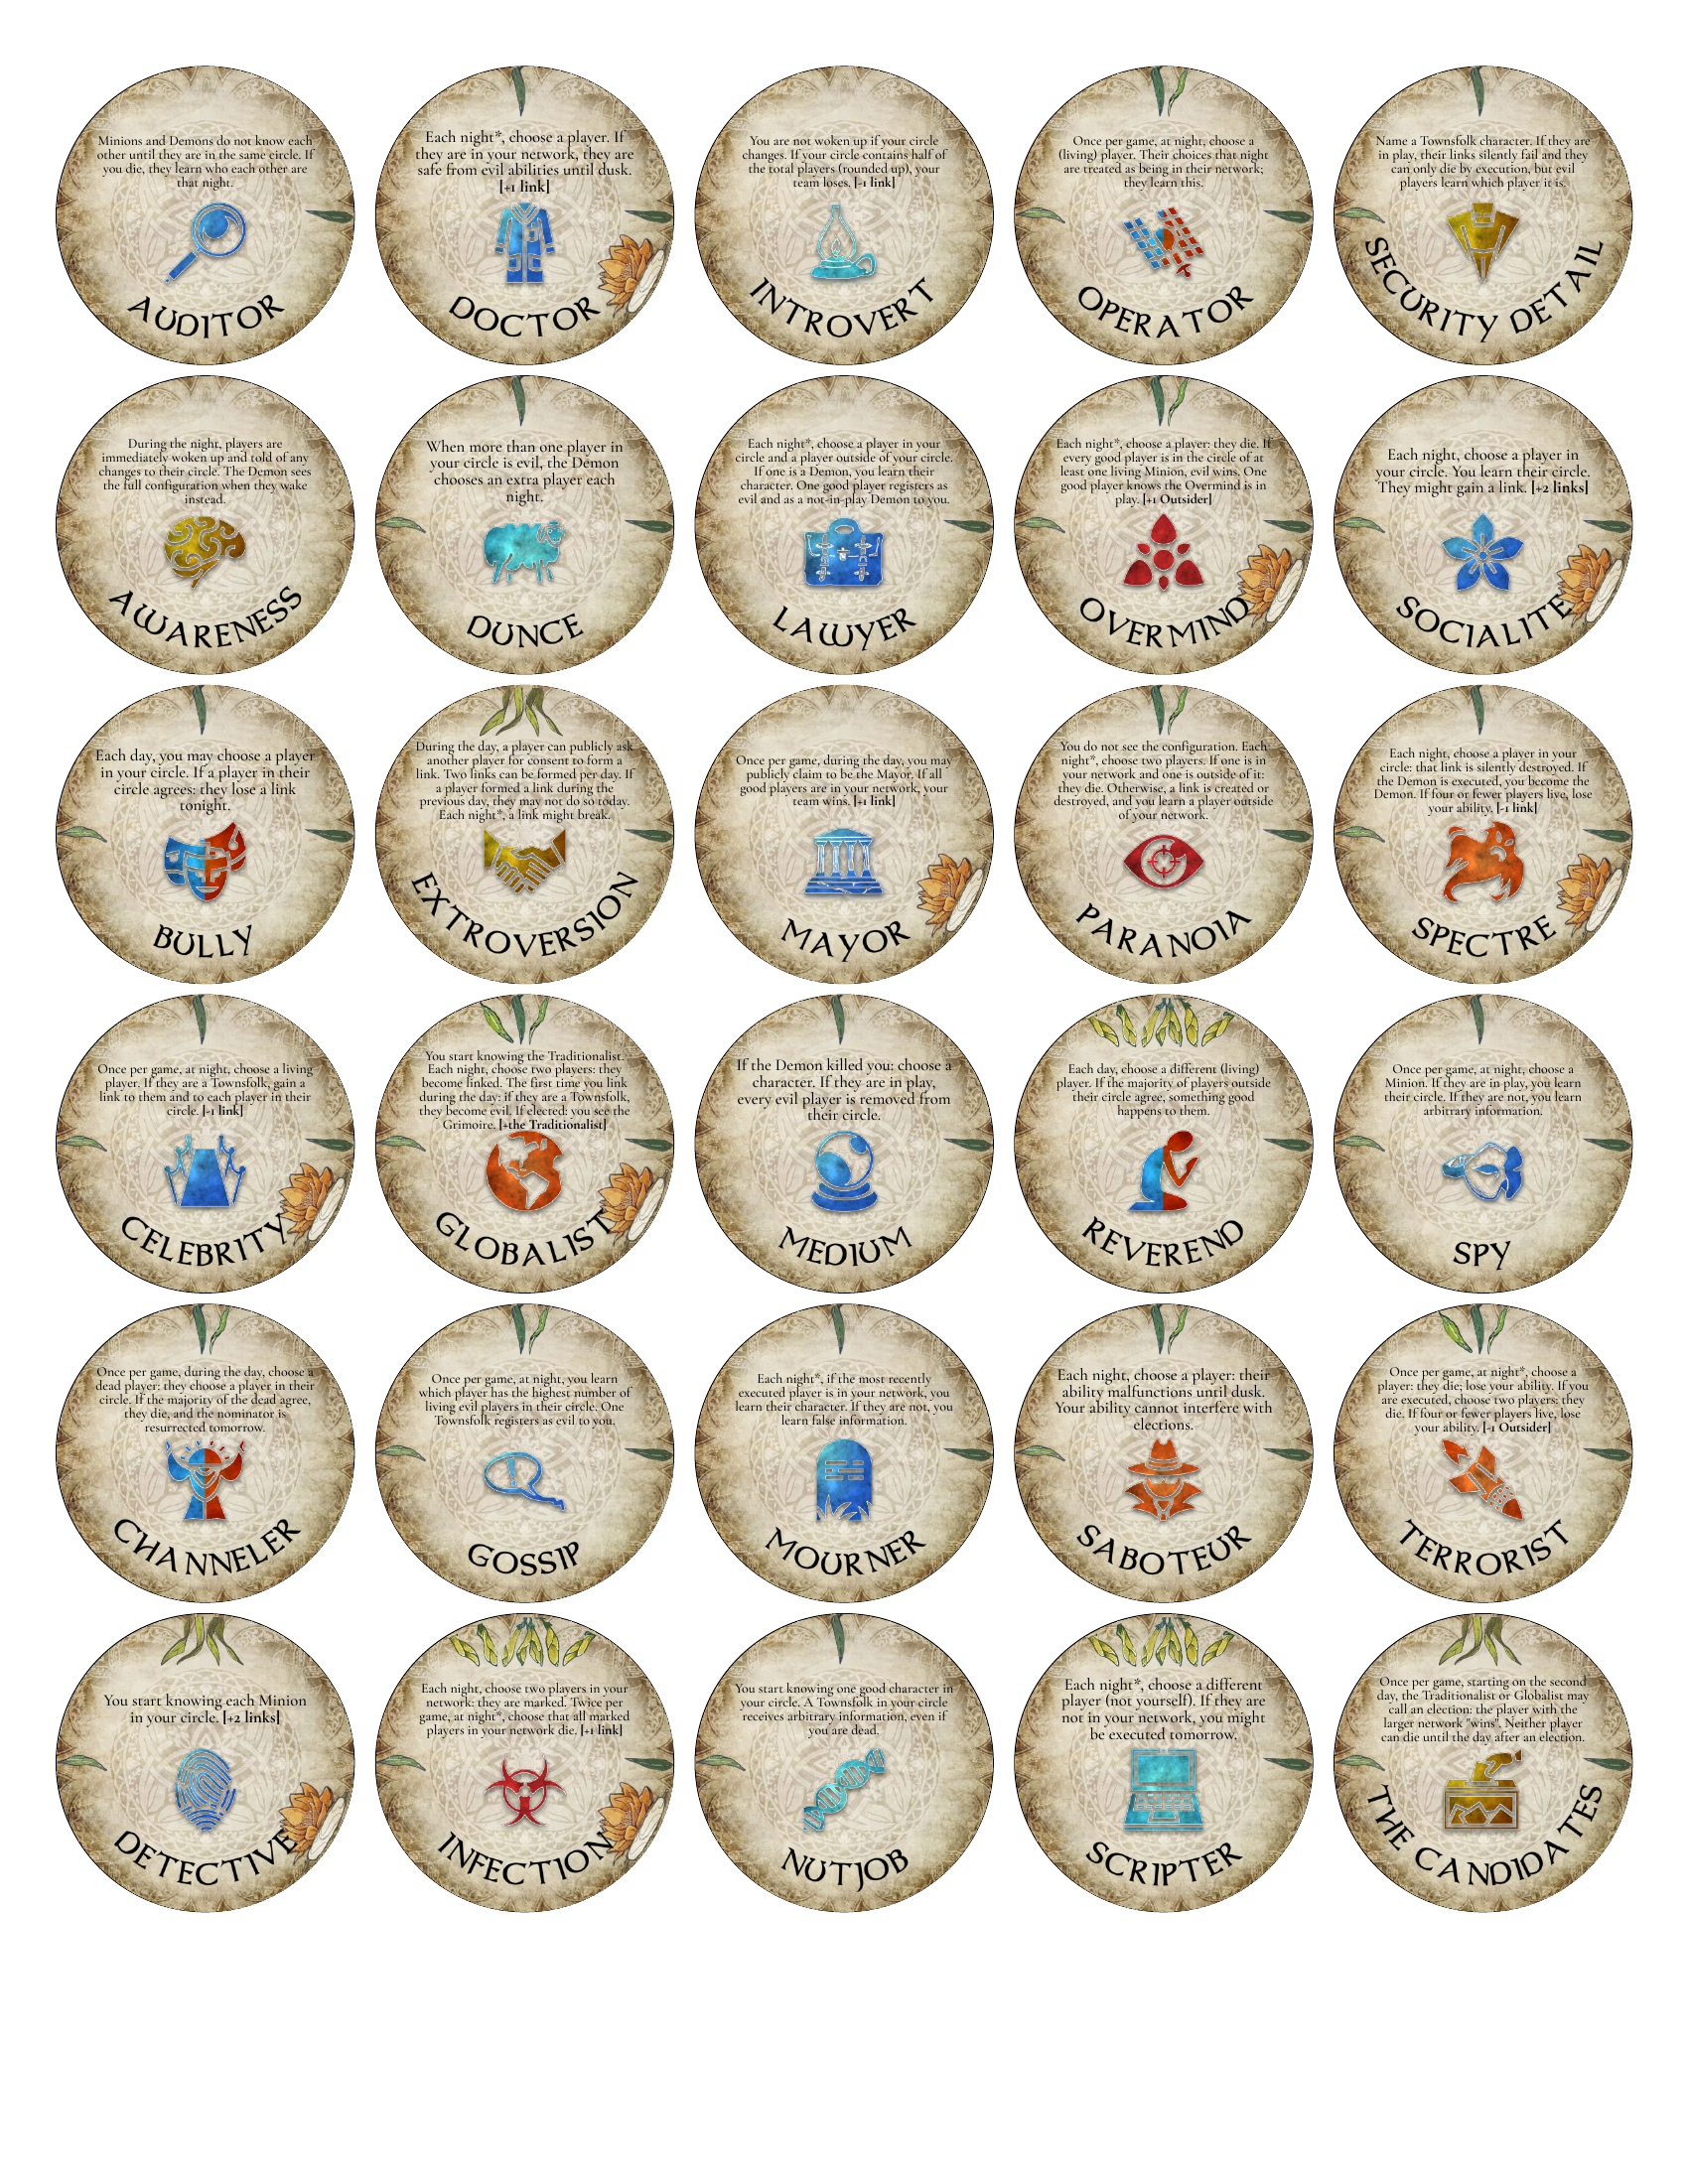 Minions and Demons do not know each
other until they are in the same circle. If
you die, they learn who each other are
that night.
AUDITOR
Each night*, choose a player. If
they are in your network, they are
safe from evil abilities until dusk.
[+1 link]
DOCTOR
You are not woken up if your circle
changes. If your circle contains half of
the total players (rounded up), your
team loses. [-1 link]
INTROVERT
Once per game, at night, choose a
(living) player. Their choices that night
are treated as being in their network;
they learn this.
OPERATOR
Name a Townsfolk character. If they are
in play, their links silently fail and they
can only die by execution, but evil
players learn which player it is.
SECURITY DETAIL
During the night, players are
immediately woken up and told of any
changes to their circle. The Demon sees
the full configuration when they wake
instead.
AWARENESS
When more than one player in
your circle is evil, the Demon
chooses an extra player each
night.
DUNCE
Each night*, choose a player in your
circle and a player outside of your circle.
If one is a Demon, you learn their
character. One good player registers as
evil and as a not-in-play Demon to you.
LAWYER
Each night*, choose a player: they die. If
every good player is in the circle of at
least one living Minion, evil wins. One
good player knows the Overmind is in
play. [+1 Outsider]
OVERMIND
Each night, choose a player in
your circle. You learn their circle.
They might gain a link. [+2 links]
SOCIALITE
Each day, you may choose a player
in your circle. If a player in their
circle agrees: they lose a link
tonight.
BULLY
During the day, a player can publicly ask
another player for consent to form a
link. Two links can be formed per day. If
a player formed a link during the
previous day, they may not do so today.
Each night*, a link might break.
EXTROVERSION
Once per game, during the day, you may
publicly claim to be the Mayor. If all
good players are in your network, your
team wins. [+1 link]
MAYOR
You do not see the configuration. Each
night*, choose two players. If one is in
your network and one is outside of it:
they die. Otherwise, a link is created or
destroyed, and you learn a player outside
of your network.
PARANOIA
Each night, choose a player in your
circle: that link is silently destroyed. If
the Demon is executed, you become the
Demon. If four or fewer players live, lose
your ability. [-1 link]
SPECTRE
Once per game, at night, choose a living
player. If they are a Townsfolk, gain a
link to them and to each player in their
circle. [-1 link]
CELEBRITY
You start knowing the Traditionalist.
Each night, choose two players: they
become linked. The first time you link
during the day: if they are a Townsfolk,
they become evil. If elected: you see the
Grimoire. [+the Traditionalist]
GLOBALIST
If the Demon killed you: choose a
character. If they are in play,
every evil player is removed from
their circle.
MEDIUM
Each day, choose a different (living)
player. If the majority of players outside
their circle agree, something good
happens to them.
REVEREND
Once per game, at night, choose a
Minion. If they are in play, you learn
their circle. If they are not, you learn
arbitrary information.
SPY
Once per game, during the day, choose a
dead player: they choose a player in their
circle. If the majority of the dead agree,
they die, and the nominator is
resurrected tomorrow.
CHANNELER
Once per game, at night, you learn
which player has the highest number of
living evil players in their circle. One
Townsfolk registers as evil to you.
GOSSIP
Each night*, if the most recently
executed player is in your network, you
learn their character. If they are not, you
learn false information.
MOURNER
Each night, choose a player: their
ability malfunctions until dusk.
Your ability cannot interfere with
elections.
SABOTEUR
Once per game, at night*, choose a
player: they die; lose your ability. If you
are executed, choose two players: they
die. If four or fewer players live, lose
your ability. [-1 Outsider]
TERRORIST
You start knowing each Minion
in your circle. [+2 links]
DETECTIVE
Each night, choose two players in your
network: they are marked. Twice per
game, at night*, choose that all marked
players in your network die. [+1 link]
INFECTION
You start knowing one good character in
your circle. A Townsfolk in your circle
receives arbitrary information, even if
you are dead.
NUTJOB
Each night*, choose a different
player (not yourself). If they are
not in your network, you might
be executed tomorrow.
SCRIPTER
Once per game, starting on the second
day, the Traditionalist or Globalist may
call an election: the player with the
larger network "wins". Neither player
can die until the day after an election.
THE CANDIDATES